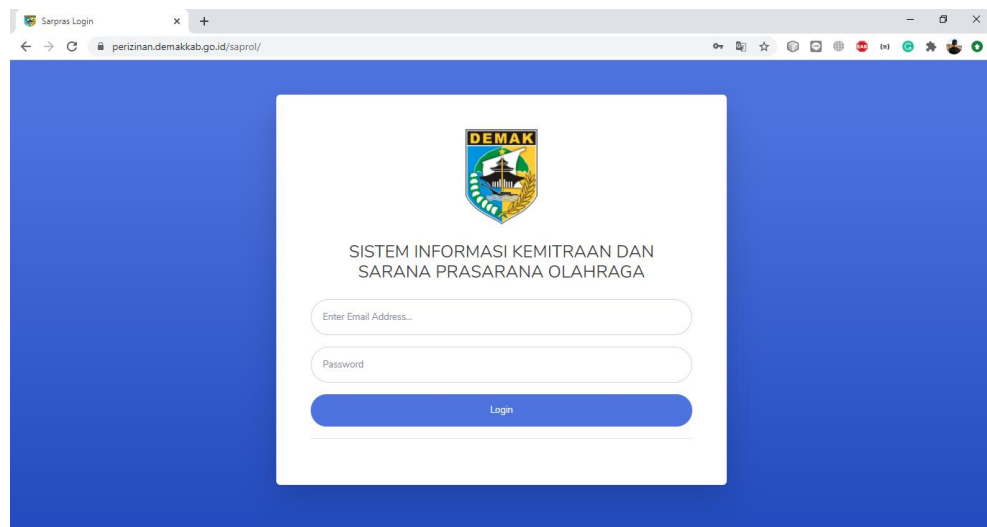 Sarpras Login
perizinan.demakkab.go.id/saprol/
DEMAK
SISTEM INFORMASI KEMITRAAN DAN
SARANA PRASARANA OLAHRAGA
Enter Email Address...
Password
Login